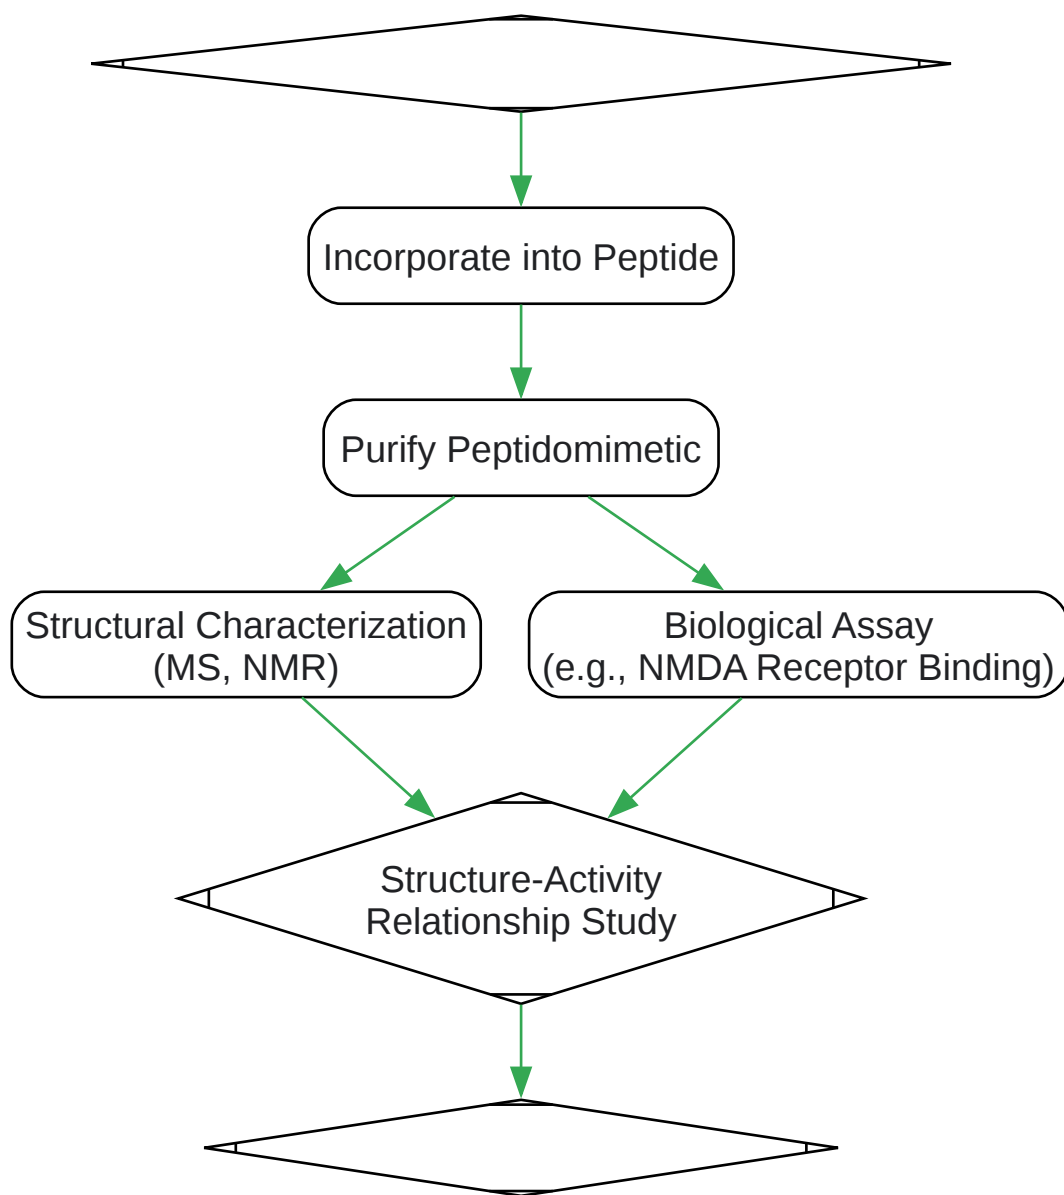 Incorporate into Peptide
Purify Peptidomimetic
Structural Characterization
(MS, NMR)
Biological Assay
(e.g., NMDA Receptor Binding)
Structure-Activity
Relationship Study